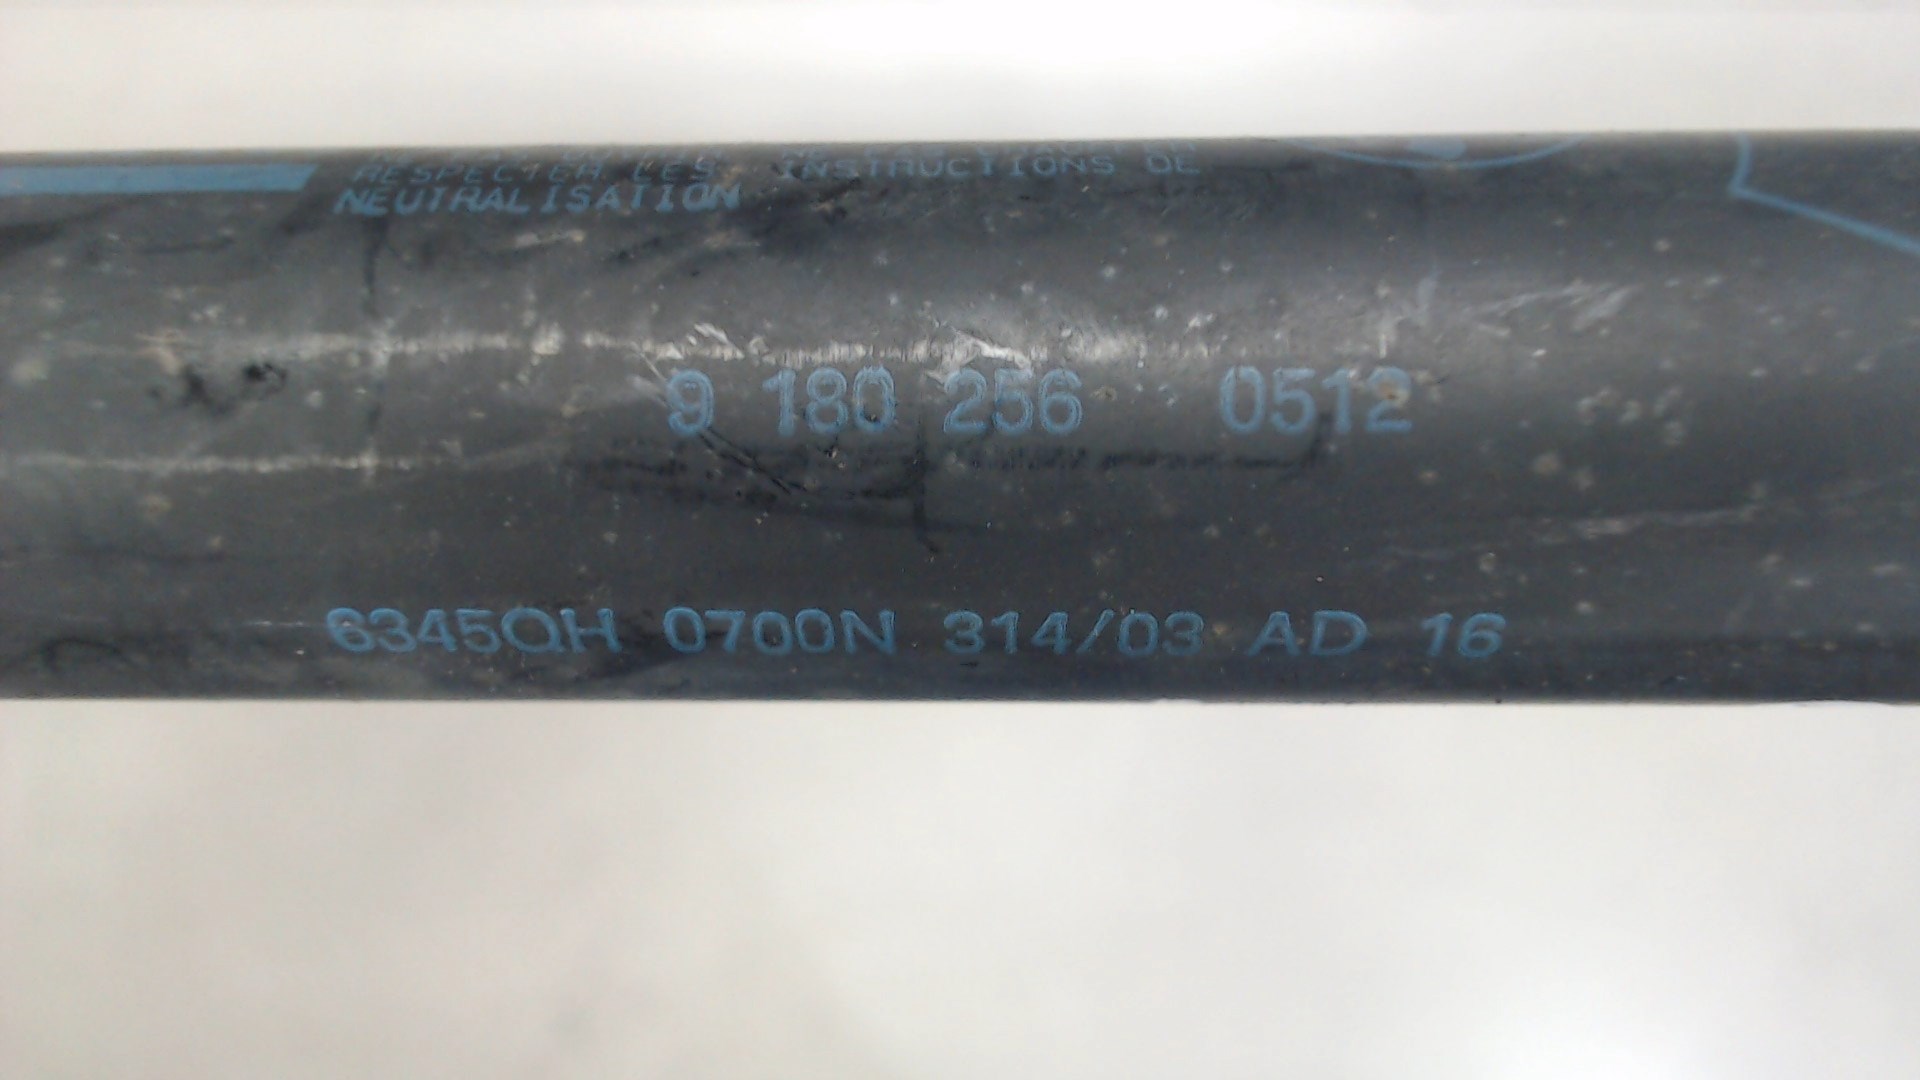 RESPECTER LES INSTRUCTIONS DE
NEUTRALISATION
9 180 256 0512
6345QH 0700N 314/03 AD 16